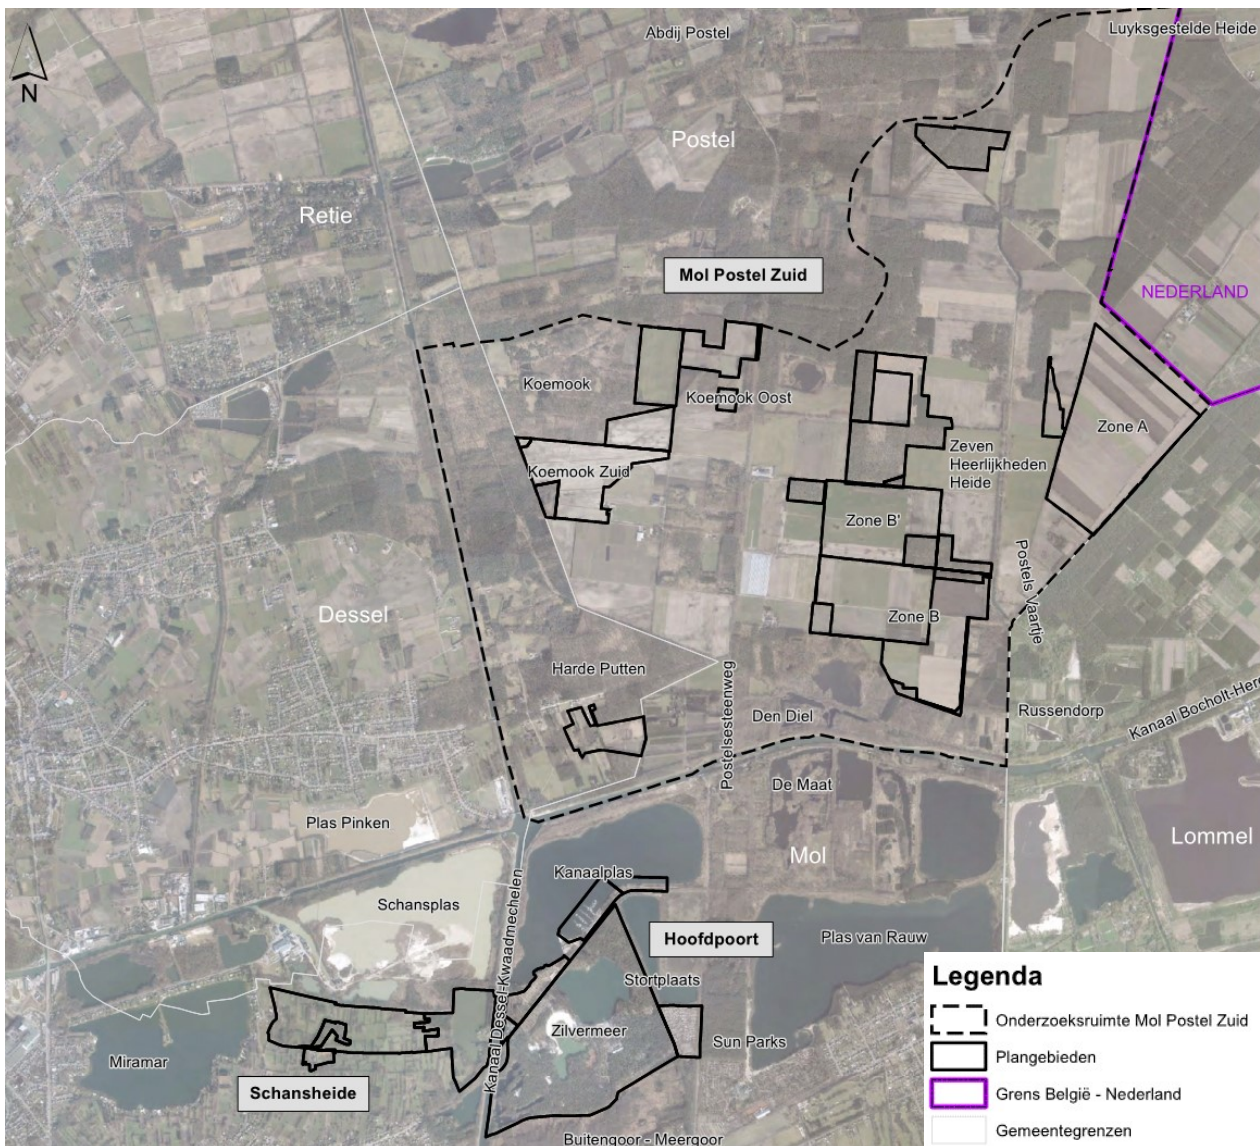 Abdij Postel
Luyksgestelde Heide
N
Postel
Retie
Mol Postel Zuid
NEDERLAND
Koemook
Koemook Oost
Zone A
Zeven
Heerlijkheden
Heide
Koemook Zuid
Zone B'
Postels Vaartje
Dessel
Zone B
Harde Putten
Postelsesteenweg
Den Diel
Russendorp
Kanaal Bocholt-Her
De Maat
Plas Pinken
Mol
Lommel
Kanaalplas
Schansplas
Hoofdpoort
Plas van Rauw
Kanaal Dessel-Kwaadmechelen
Stortplaats
Zilvermeer
Sun Parks
Miramar
Schansheide
Buitengoor - Meergoor
Legenda
Onderzoeksruimte Mol Postel Zuid
Plangebieden
Grens België - Nederland
Gemeentegrenzen